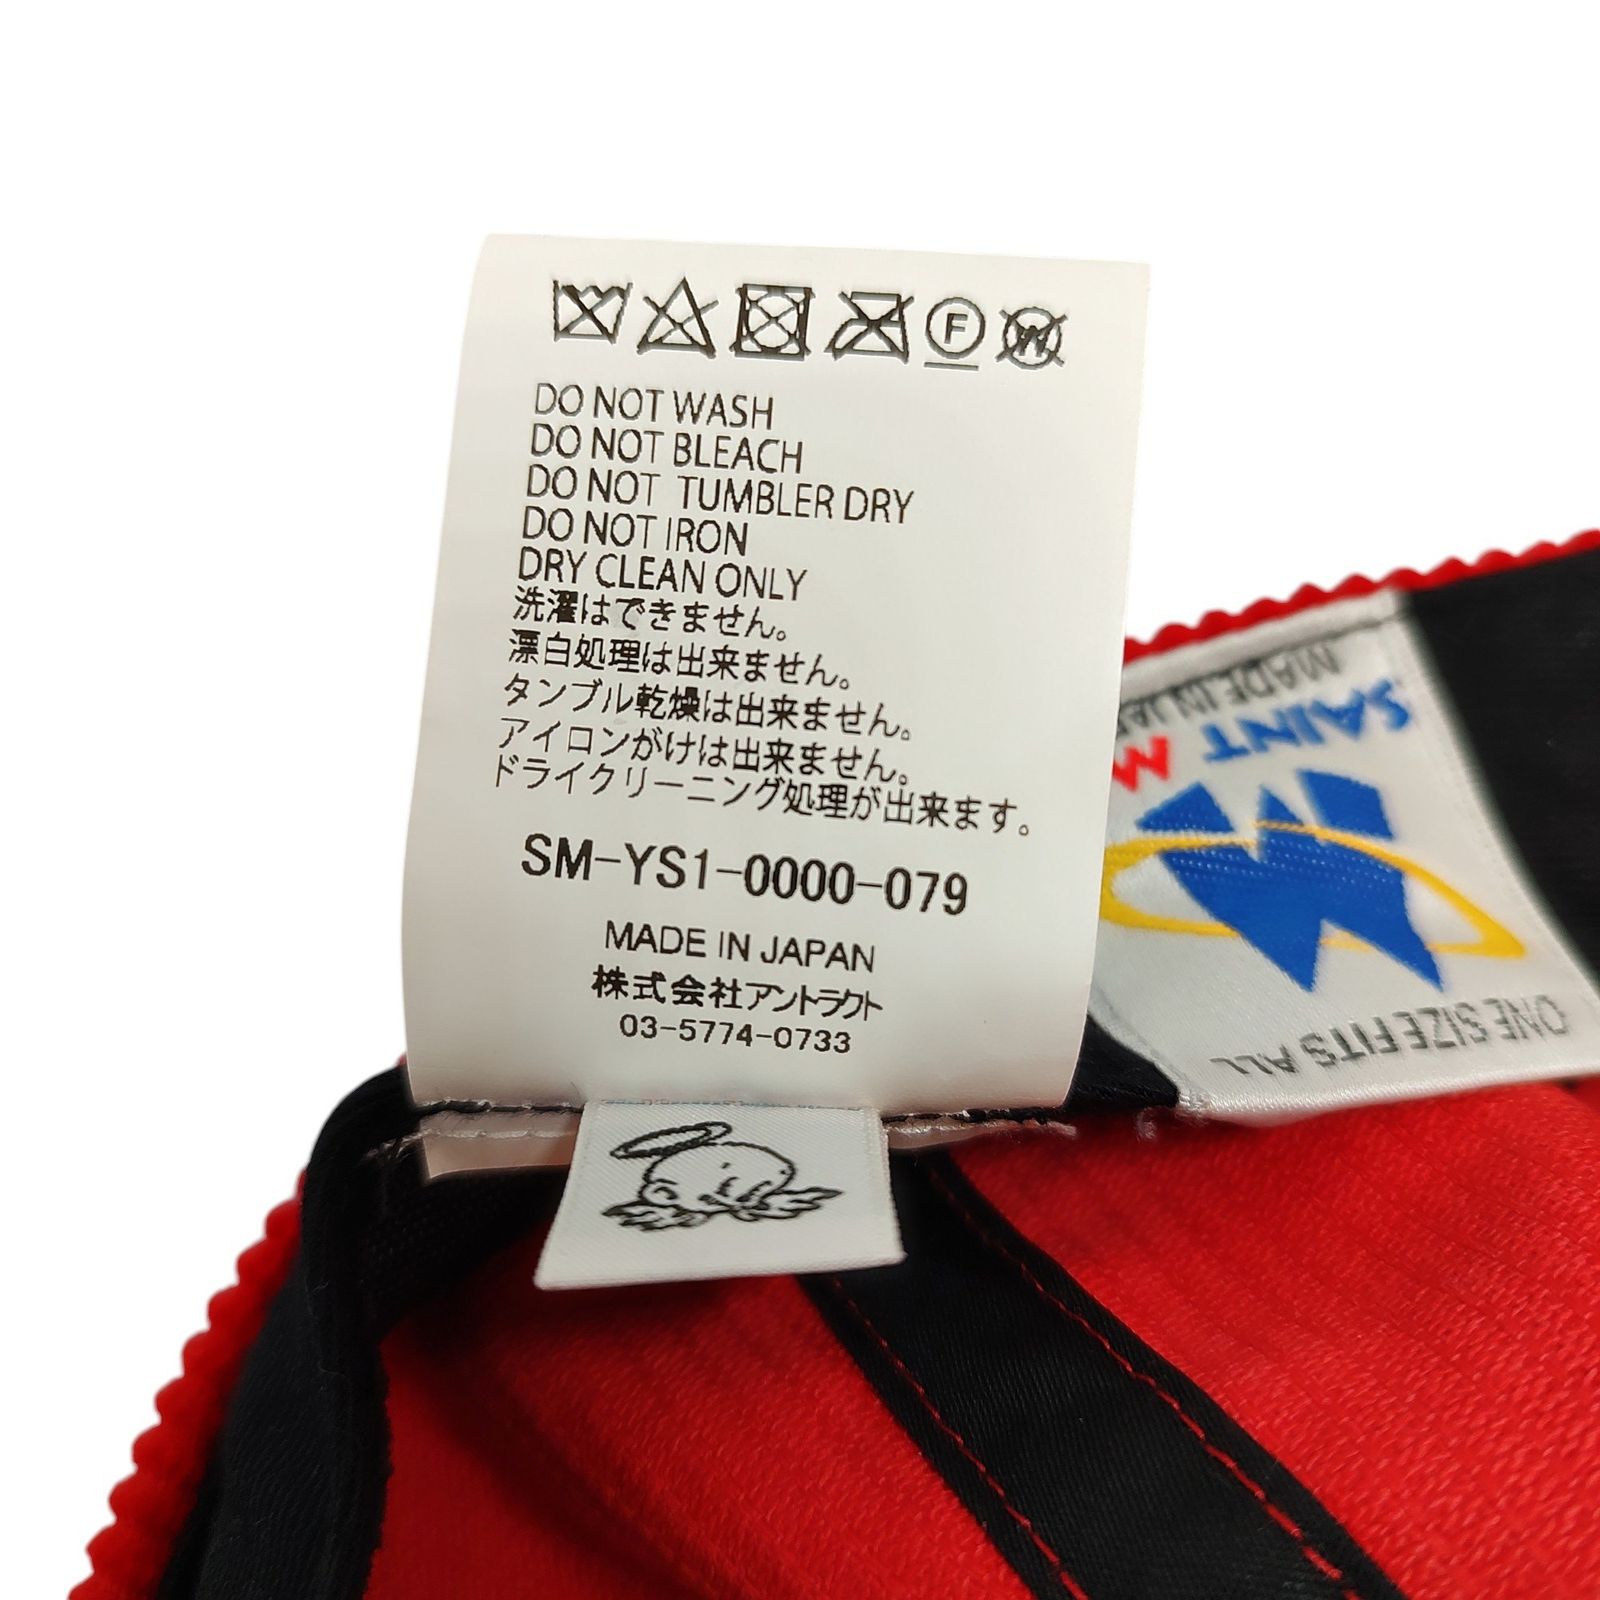 F
W
DO NOT WASH
DO NOT BLEACH
DO NOT TUMBLER DRY
DO NOT IRON
DRY CLEAN ONLY
洗濯はできません。
漂白処理は出来ません。
タンブル乾燥は出来ません。
アイロンがけは出来ません。
ドライクリーニング処理が出来ます。
SM-YS1-0000-079
MADE IN JAPAN
株式会社アントラクト
03-5774-0733
ONE SIZE FITS ALL
SAINT M
MADE IN JA